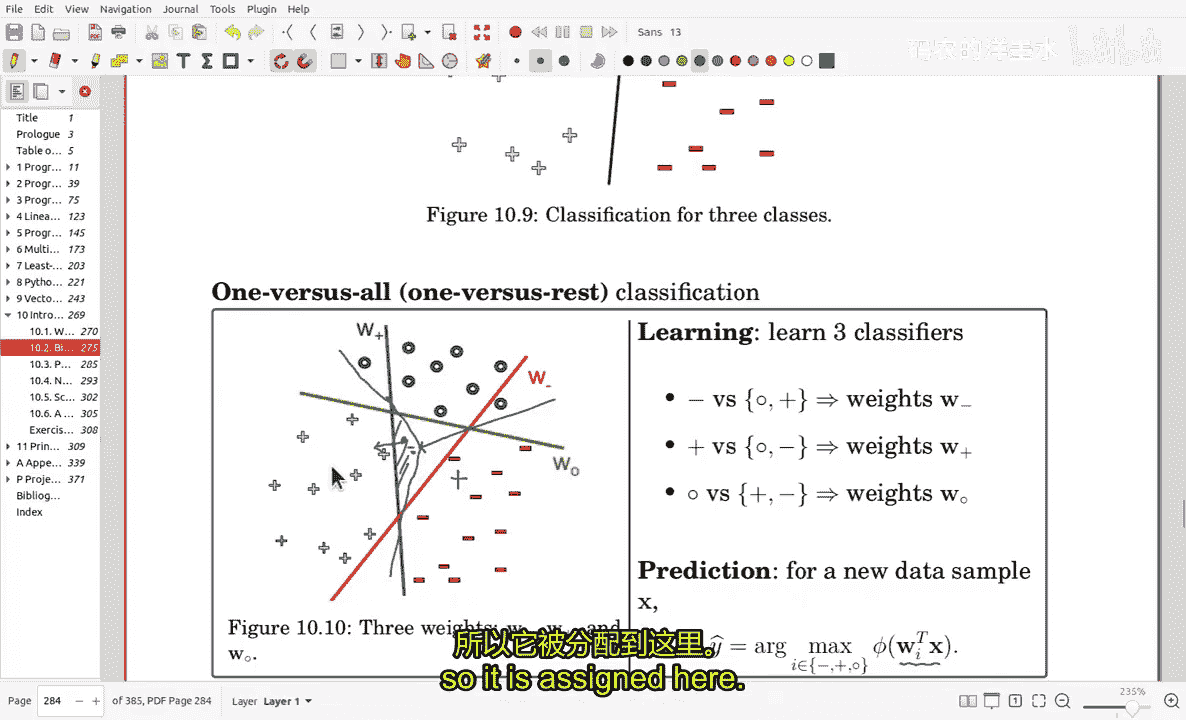 File Edit View Navigation Journal Tools Plugin Help
Sans 13
Title 1
Prologue 3
Table o... 5
1 Progr... 11
2 Progr... 39
3 Progr... 75
4 Linea... 123
5 Progr... 145
6 Multi... 173
7 Least-... 203
8 Pytho... 221
9 Vecto... 243
10 Intro... 269
10.1. W... 270
10.2. Bi... 275
10.3. P... 285
10.4. N... 293
10.5. Sc... 302
10.6. A ... 305
Exercis... 308
11 Prin... 309
A Appe... 339
P Proje... 371
Bibliog...
Index
Figure 10.9: Classification for three classes.
One-versus-all (one-versus-rest) classification
W+
W-
Wo
Figure 10.10: Three weights:
w∘.
Learning: learn 3 classifiers
• − vs {∘, +} ⇒ weights w−
• + vs {∘, −} ⇒ weights w+
• ∘ vs {+, −} ⇒ weights w∘
Prediction: for a new data sample
x,
ŷ = arg max i∈{−,+,∘} ϕ(wᵢᵀx).
所以它被分配到这里。
so it is assigned here.
Page 284 − + of 385, PDF Page 284 Layer Layer 1
235%